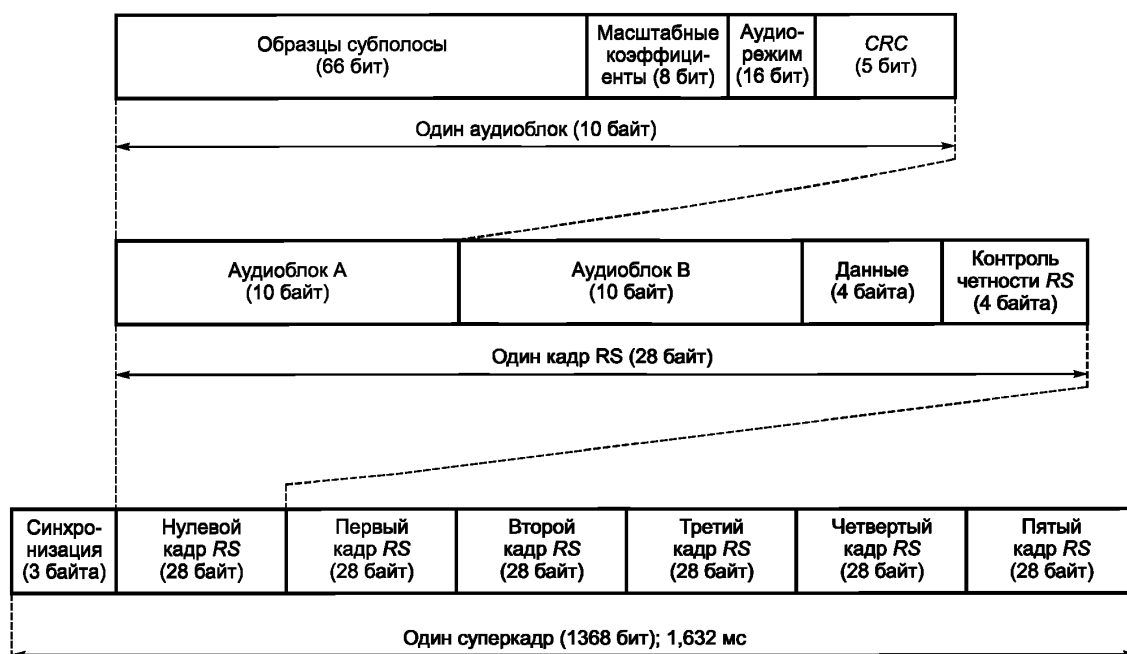 Образцы субполосы
(66 бит)
Масштабные
коэффици-
енты (8 бит)
Аудио-
режим
(16 бит)
CRC
(5 бит)
Один аудиоблок (10 байт)
Аудиоблок А
(10 байт)
Аудиоблок В
(10 байт)
Данные
(4 байта)
Контроль
четности RS
(4 байта)
Один кадр RS (28 байт)
Синхро-
низация
(3 байта)
Нулевой
кадр RS
(28 байт)
Первый
кадр RS
(28 байт)
Второй
кадр RS
(28 байт)
Третий
кадр RS
(28 байт)
Четвертый
кадр RS
(28 байт)
Пятый
кадр RS
(28 байт)
Один суперкадр (1368 бит); 1,632 мс